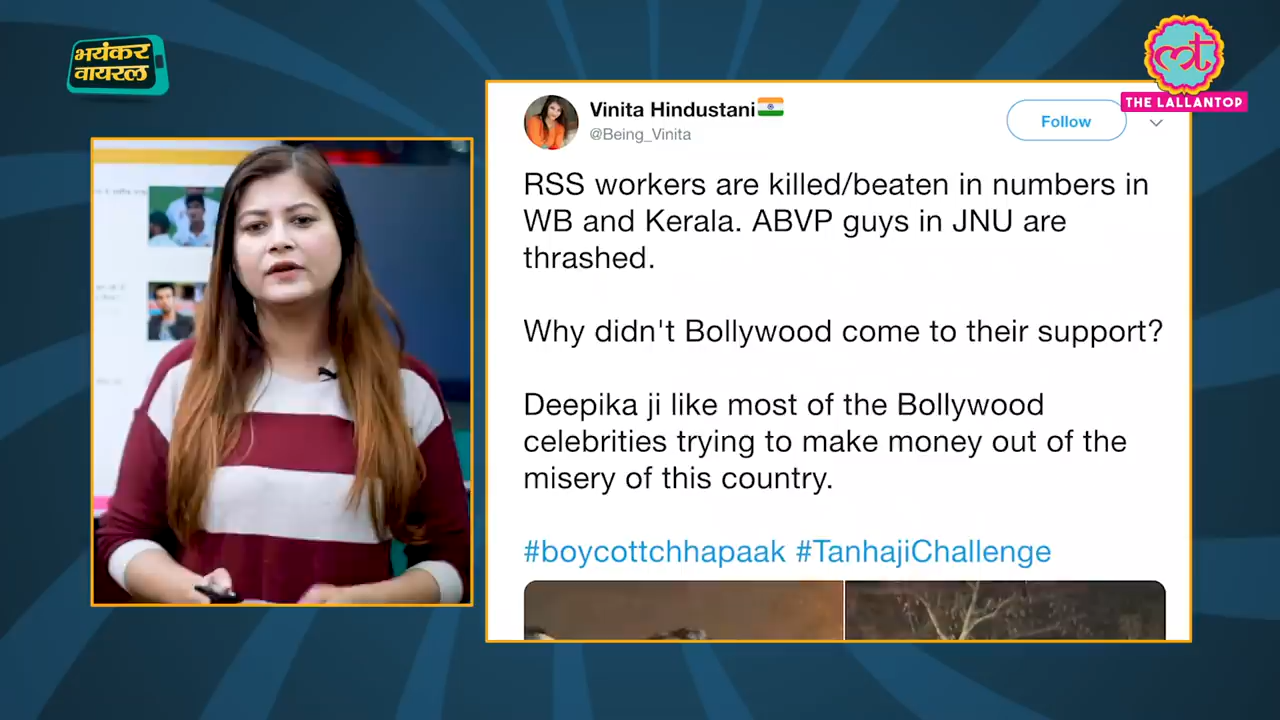 भयंकर
वायरल
THE LALLANTOP
Vinita Hindustani
@Being_Vinita
Follow
RSS workers are killed/beaten in numbers in
WB and Kerala. ABVP guys in JNU are
thrashed.
Why didn't Bollywood come to their support?
Deepika ji like most of the Bollywood
celebrities trying to make money out of the
misery of this country.
#boycottchhapaak #TanhajiChallenge